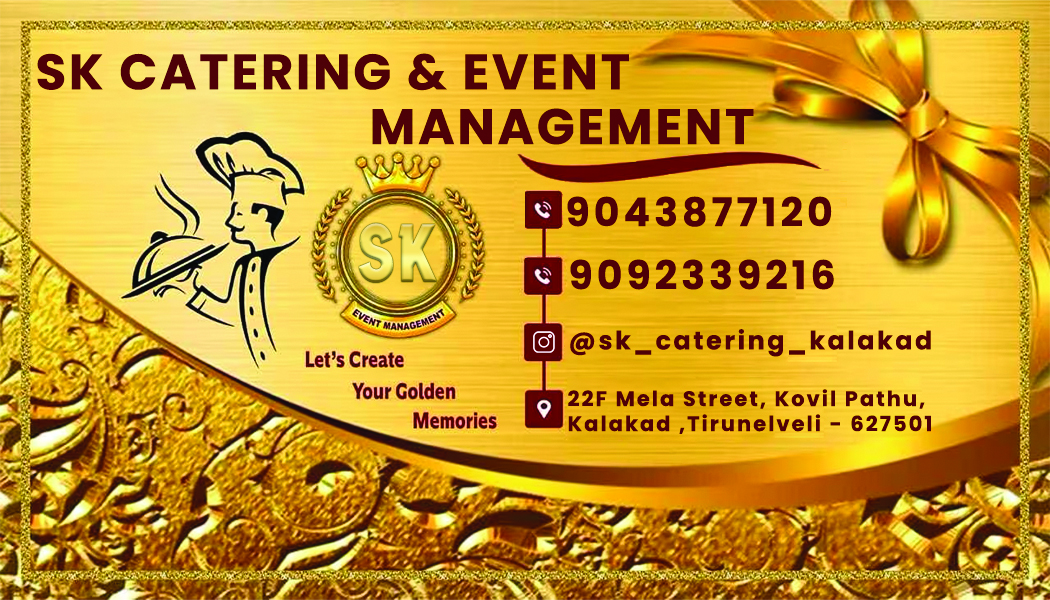 SK CATERING & EVENT
MANAGEMENT
SK
EVENT MANAGEMENT
Let's Create
Your Golden
Memories
9043877120
9092339216
@sk_catering_kalakad
22F Mela Street, Kovil Pathu,
Kalakad ,Tirunelveli - 627501